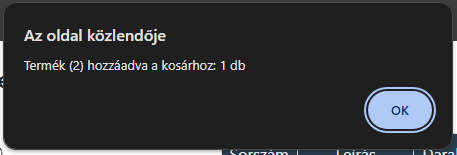 Az oldal közlendője
Termék (2) hozzáadva a kosárhoz: 1 db
OK
Sorszám
Leírás